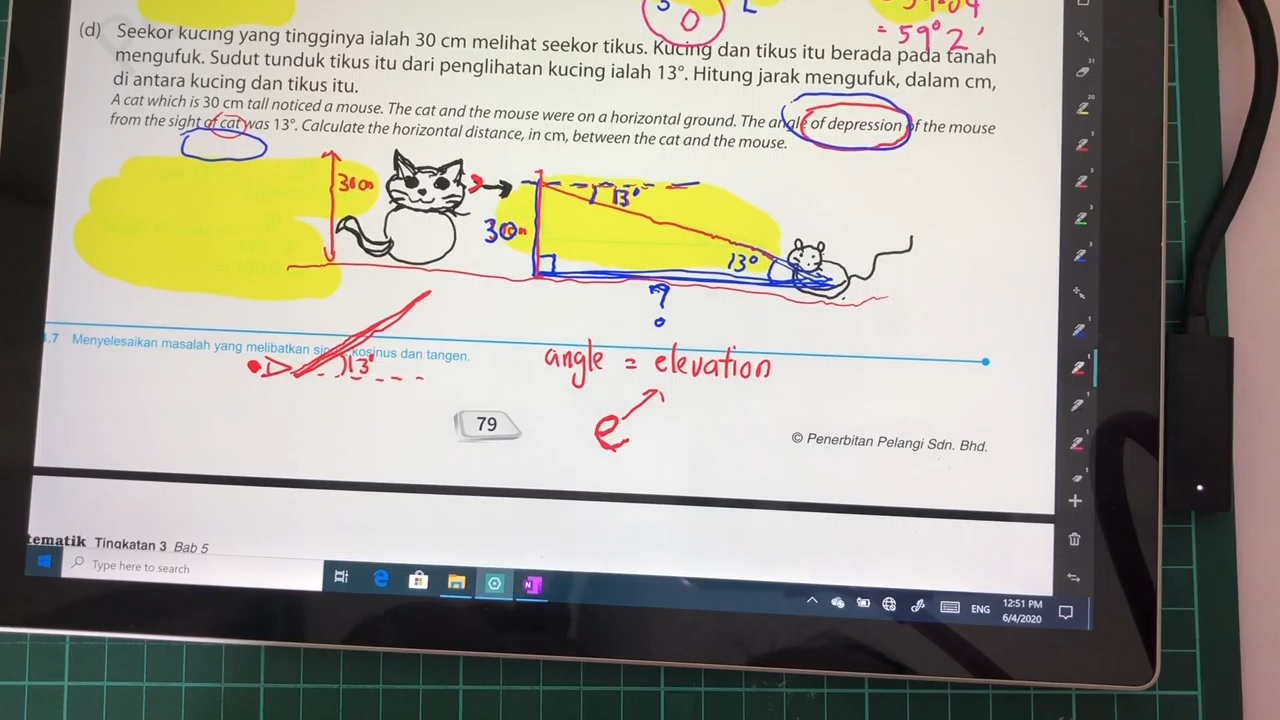 = 59°2'
(d) Seekor kucing yang tingginya ialah 30 cm melihat seekor tikus. Kucing dan tikus itu berada pada tanah
mengufuk. Sudut tunduk tikus itu dari penglihatan kucing ialah 13°. Hitung jarak mengufuk, dalam cm,
di antara kucing dan tikus itu.
A cat which is 30 cm tall noticed a mouse. The cat and the mouse were on a horizontal ground. The angle of depression of the mouse
from the sight of cat was 13°. Calculate the horizontal distance, in cm, between the cat and the mouse.
30cm
13°
30cm
13°
?
.7 Menyelesaikan masalah yang melibatkan kosinus dan tangen.
13°
angle = elevation
e
79
© Penerbitan Pelangi Sdn. Bhd.
tematik Tingkatan 3 Bab 5
Type here to search
ENG
12:51 PM
6/4/2020